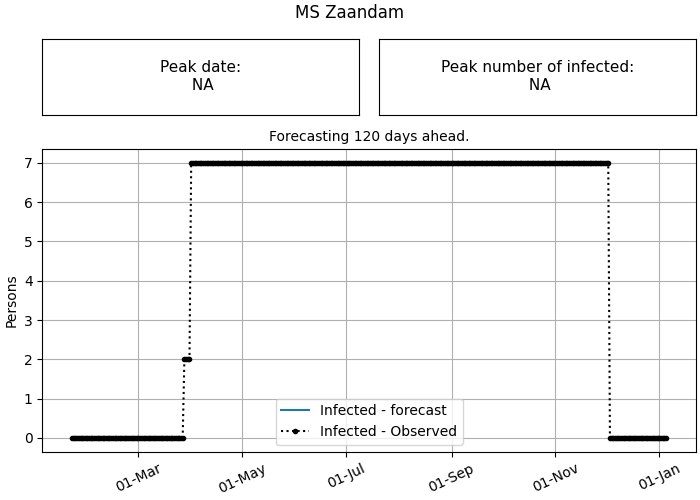 MS Zaandam
Peak date:
NA
Peak number of infected:
NA
Forecasting 120 days ahead.
7
6
5
4
3
2
1
0
Persons
Infected - forecast
Infected - Observed
01-Mar
01-May
01-Jul
01-Sep
01-Nov
01-Jan